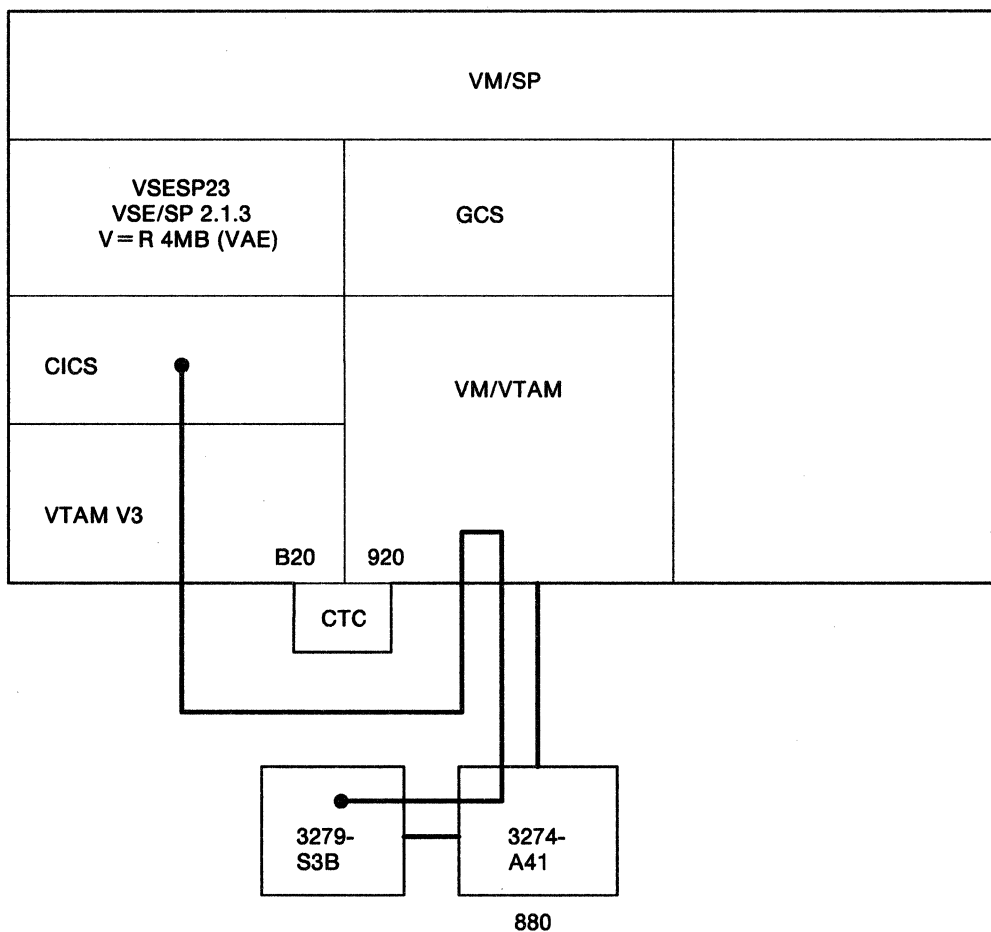 VM/SP
VSESP23
VSE/SP 2.1.3
V=R 4MB (VAE)
GCS
CICS
VM/VTAM
VTAM V3
B20
920
CTC
3279-
S3B
3274-
A41
880